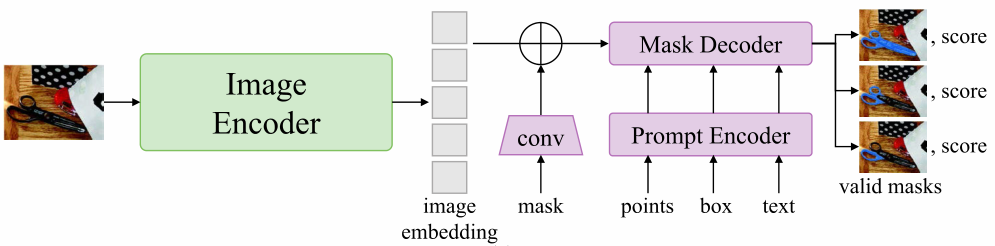 Image
Encoder
image
embedding
conv
mask
Mask Decoder
Prompt Encoder
points
box
text
, score
, score
, score
valid masks